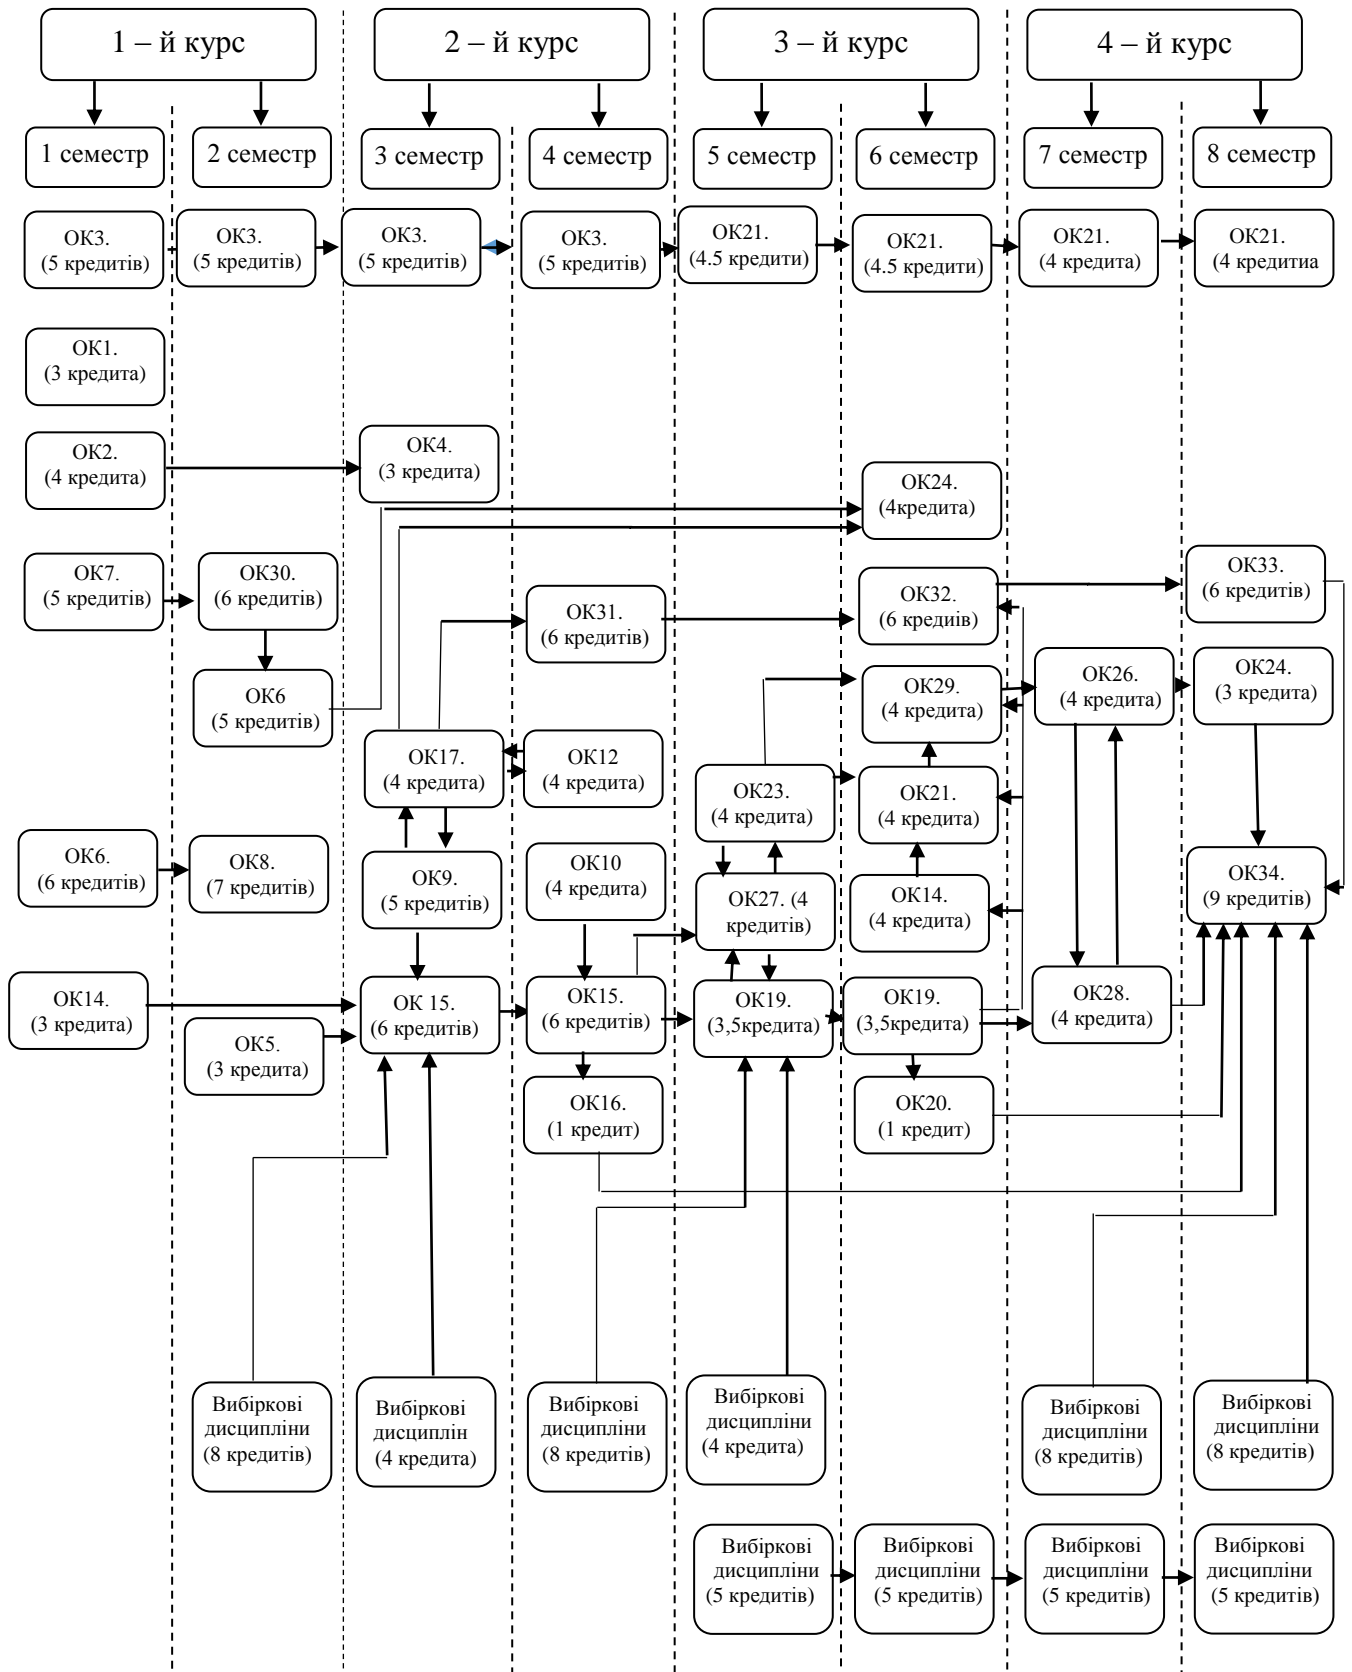 1 – й курс
2 – й курс
3 – й курс
4 – й курс
1 семестр
2 семестр
3 семестр
4 семестр
5 семестр
6 семестр
7 семестр
8 семестр
ОК3.
(5 кредитів)
ОК3.
(5 кредитів)
ОК3.
(5 кредитів)
ОК3.
(5 кредитів)
ОК21.
(4.5 кредити)
ОК21.
(4.5 кредити)
ОК21.
(4 кредита)
ОК21.
(4 кредитиа
ОК1.
(3 кредита)
ОК2.
(4 кредита)
ОК4.
(3 кредита)
ОК24.
(4кредита)
ОК7.
(5 кредитів)
ОК30.
(6 кредитів)
ОК31.
(6 кредитів)
ОК32.
(6 кредиів)
ОК33.
(6 кредитів)
ОК6
(5 кредитів)
ОК29.
(4 кредита)
ОК26.
(4 кредита)
ОК24.
(3 кредита)
ОК17.
(4 кредита)
ОК12
(4 кредита)
ОК23.
(4 кредита)
ОК21.
(4 кредита)
ОК6.
(6 кредитів)
ОК8.
(7 кредитів)
ОК9.
(5 кредитів)
ОК10
(4 кредита)
ОК27. (4
кредитів)
ОК14.
(4 кредита)
ОК34.
(9 кредитів)
ОК14.
(3 кредита)
ОК5.
(3 кредита)
ОК 15.
(6 кредитів)
ОК15.
(6 кредитів)
ОК19.
(3,5кредита)
ОК19.
(3,5кредита)
ОК28.
(4 кредита)
ОК16.
(1 кредит)
ОК20.
(1 кредит)
Вибіркові
дисципліни
(8 кредитів)
Вибіркові
дисциплін
(4 кредита)
Вибіркові
дисципліни
(8 кредитів)
Вибіркові
дисципліни
(4 кредита)
Вибіркові
дисципліни
(8 кредитів)
Вибіркові
дисципліни
(8 кредитів)
Вибіркові
дисципліни
(5 кредитів)
Вибіркові
дисципліни
(5 кредитів)
Вибіркові
дисципліни
(5 кредитів)
Вибіркові
дисципліни
(5 кредитів)